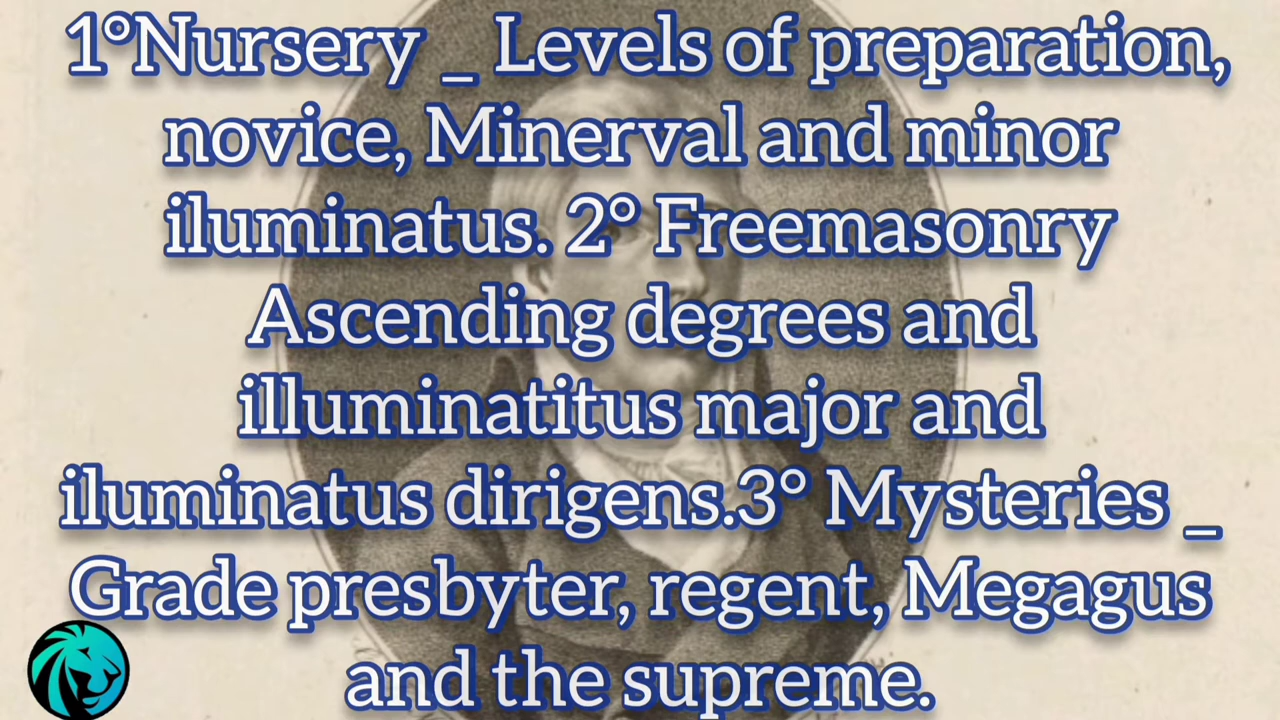 1°Nursery _ Levels of preparation,
novice, Minerval and minor
iluminatus. 2° Freemasonry
Ascending degrees and
illuminatitus major and
iluminatus dirigens.3° Mysteries _
Grade presbyter, regent, Megagus
and the supreme.